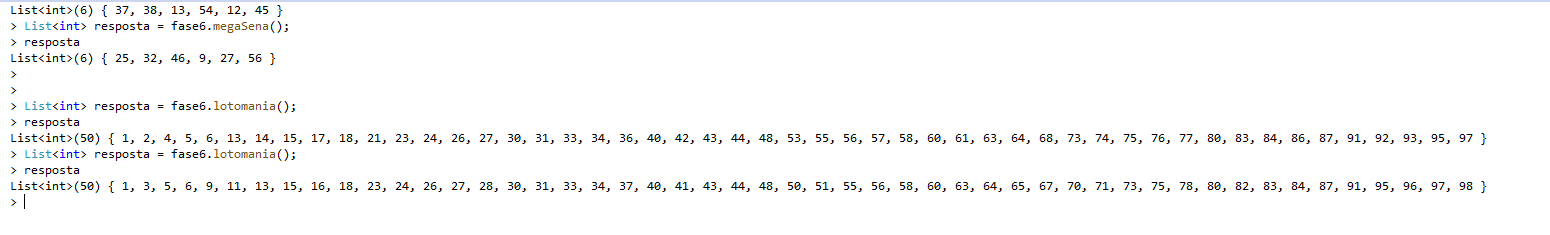 List<int>(6) { 37, 38, 13, 54, 12, 45 }
> List<int> resposta = fase6.megaSena();
> resposta
List<int>(6) { 25, 32, 46, 9, 27, 56 }
>
>
> List<int> resposta = fase6.lotomania();
> resposta
List<int>(50) { 1, 2, 4, 5, 6, 13, 14, 15, 17, 18, 21, 23, 24, 26, 27, 30, 31, 33, 34, 36, 40, 42, 43, 44, 48, 53, 55, 56, 57, 58, 60, 61, 63, 64, 68, 73, 74, 75, 76, 77, 80, 83, 84, 86, 87, 91, 92, 93, 95, 97 }
> List<int> resposta = fase6.lotomania();
> resposta
List<int>(50) { 1, 3, 5, 6, 9, 11, 13, 15, 16, 18, 23, 24, 26, 27, 28, 30, 31, 33, 34, 37, 40, 41, 43, 44, 48, 50, 51, 55, 56, 58, 60, 63, 64, 65, 67, 70, 71, 73, 75, 78, 80, 82, 83, 84, 87, 91, 95, 96, 97, 98 }
>